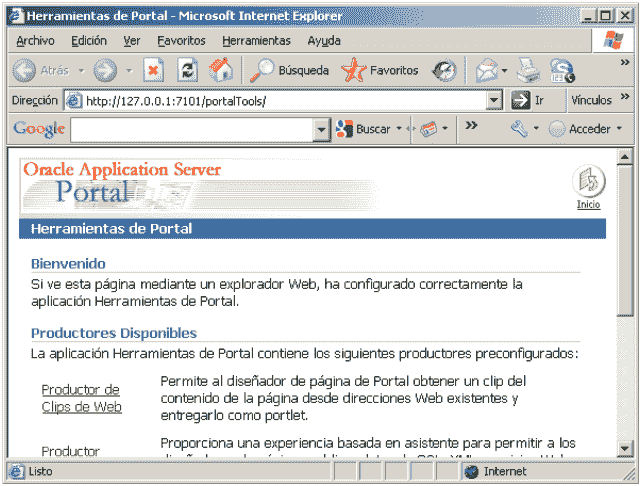 Herramientas de Portal - Microsoft Internet Explorer
Archivo Edición Ver Favoritos Herramientas Ayuda
Atrás Búsqueda Favoritos
Dirección http://127.0.0.1:7101/portalTools/ Ir Vínculos »
Google Buscar » Acceder
Oracle Application Server
Portal
Inicio
Herramientas de Portal
Bienvenido
Si ve esta página mediante un explorador Web, ha configurado correctamente la
aplicación Herramientas de Portal.
Productores Disponibles
La aplicación Herramientas de Portal contiene los siguientes productores preconfigurados:
Productor de
Clips de Web
Permite al diseñador de página de Portal obtener un clip del
contenido de la página desde direcciones Web existentes y
entregarlo como portlet.
Productor
Proporciona una experiencia basada en asistente para permitir a los
Listo Internet